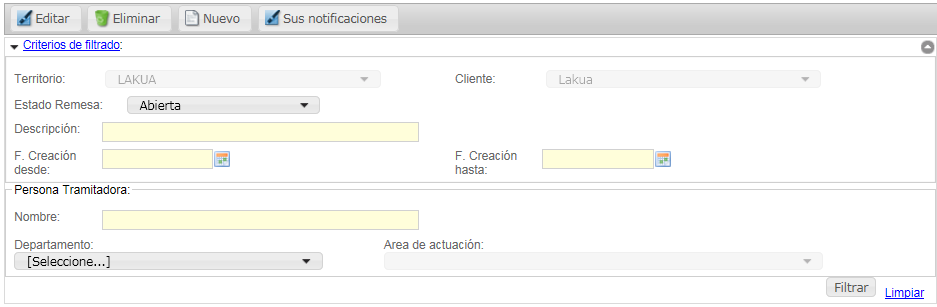 Editar Eliminar Nuevo Sus notificaciones
Criterios de filtrado:
Territorio: LAKUA Cliente: Lakua
Estado Remesa: Abierta
Descripción:
F. Creación desde: F. Creación hasta:
Persona Tramitadora:
Nombre:
Departamento: Area de actuación:
[Seleccione...]
Filtrar Limpiar